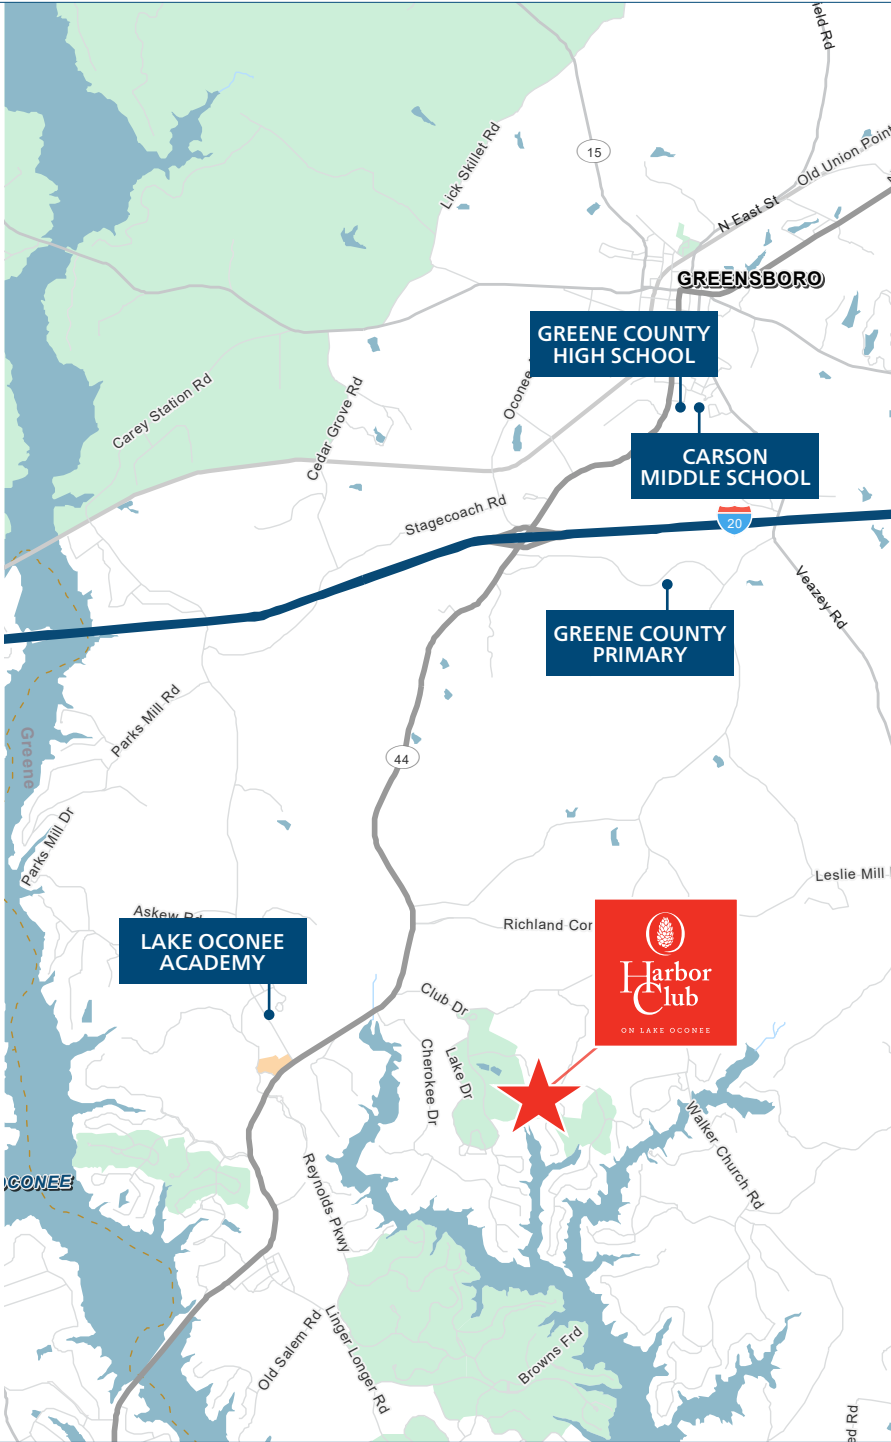 ield Rd
Lick Skillet Rd
15
Old Union Point
N East St
GREENSBORO
GREENE COUNTY
HIGH SCHOOL
Oconee
Carey Station Rd
Cedar Grove Rd
CARSON
MIDDLE SCHOOL
Stagecoach Rd
20
Veazey Rd
GREENE COUNTY
PRIMARY
Parks Mill Rd
Greene
44
Parks Mill Dr
Leslie Mill
Askew Rd
Richland Cor
LAKE OCONEE
ACADEMY
Harbor
Club
ON LAKE OCONEE
Club Dr
Cherokee Dr
Lake Dr
Walker Church Rd
OCONEE
Reynolds Pkwy
Old Salem Rd
Linger Longer Rd
Browns Frd
ed Rd